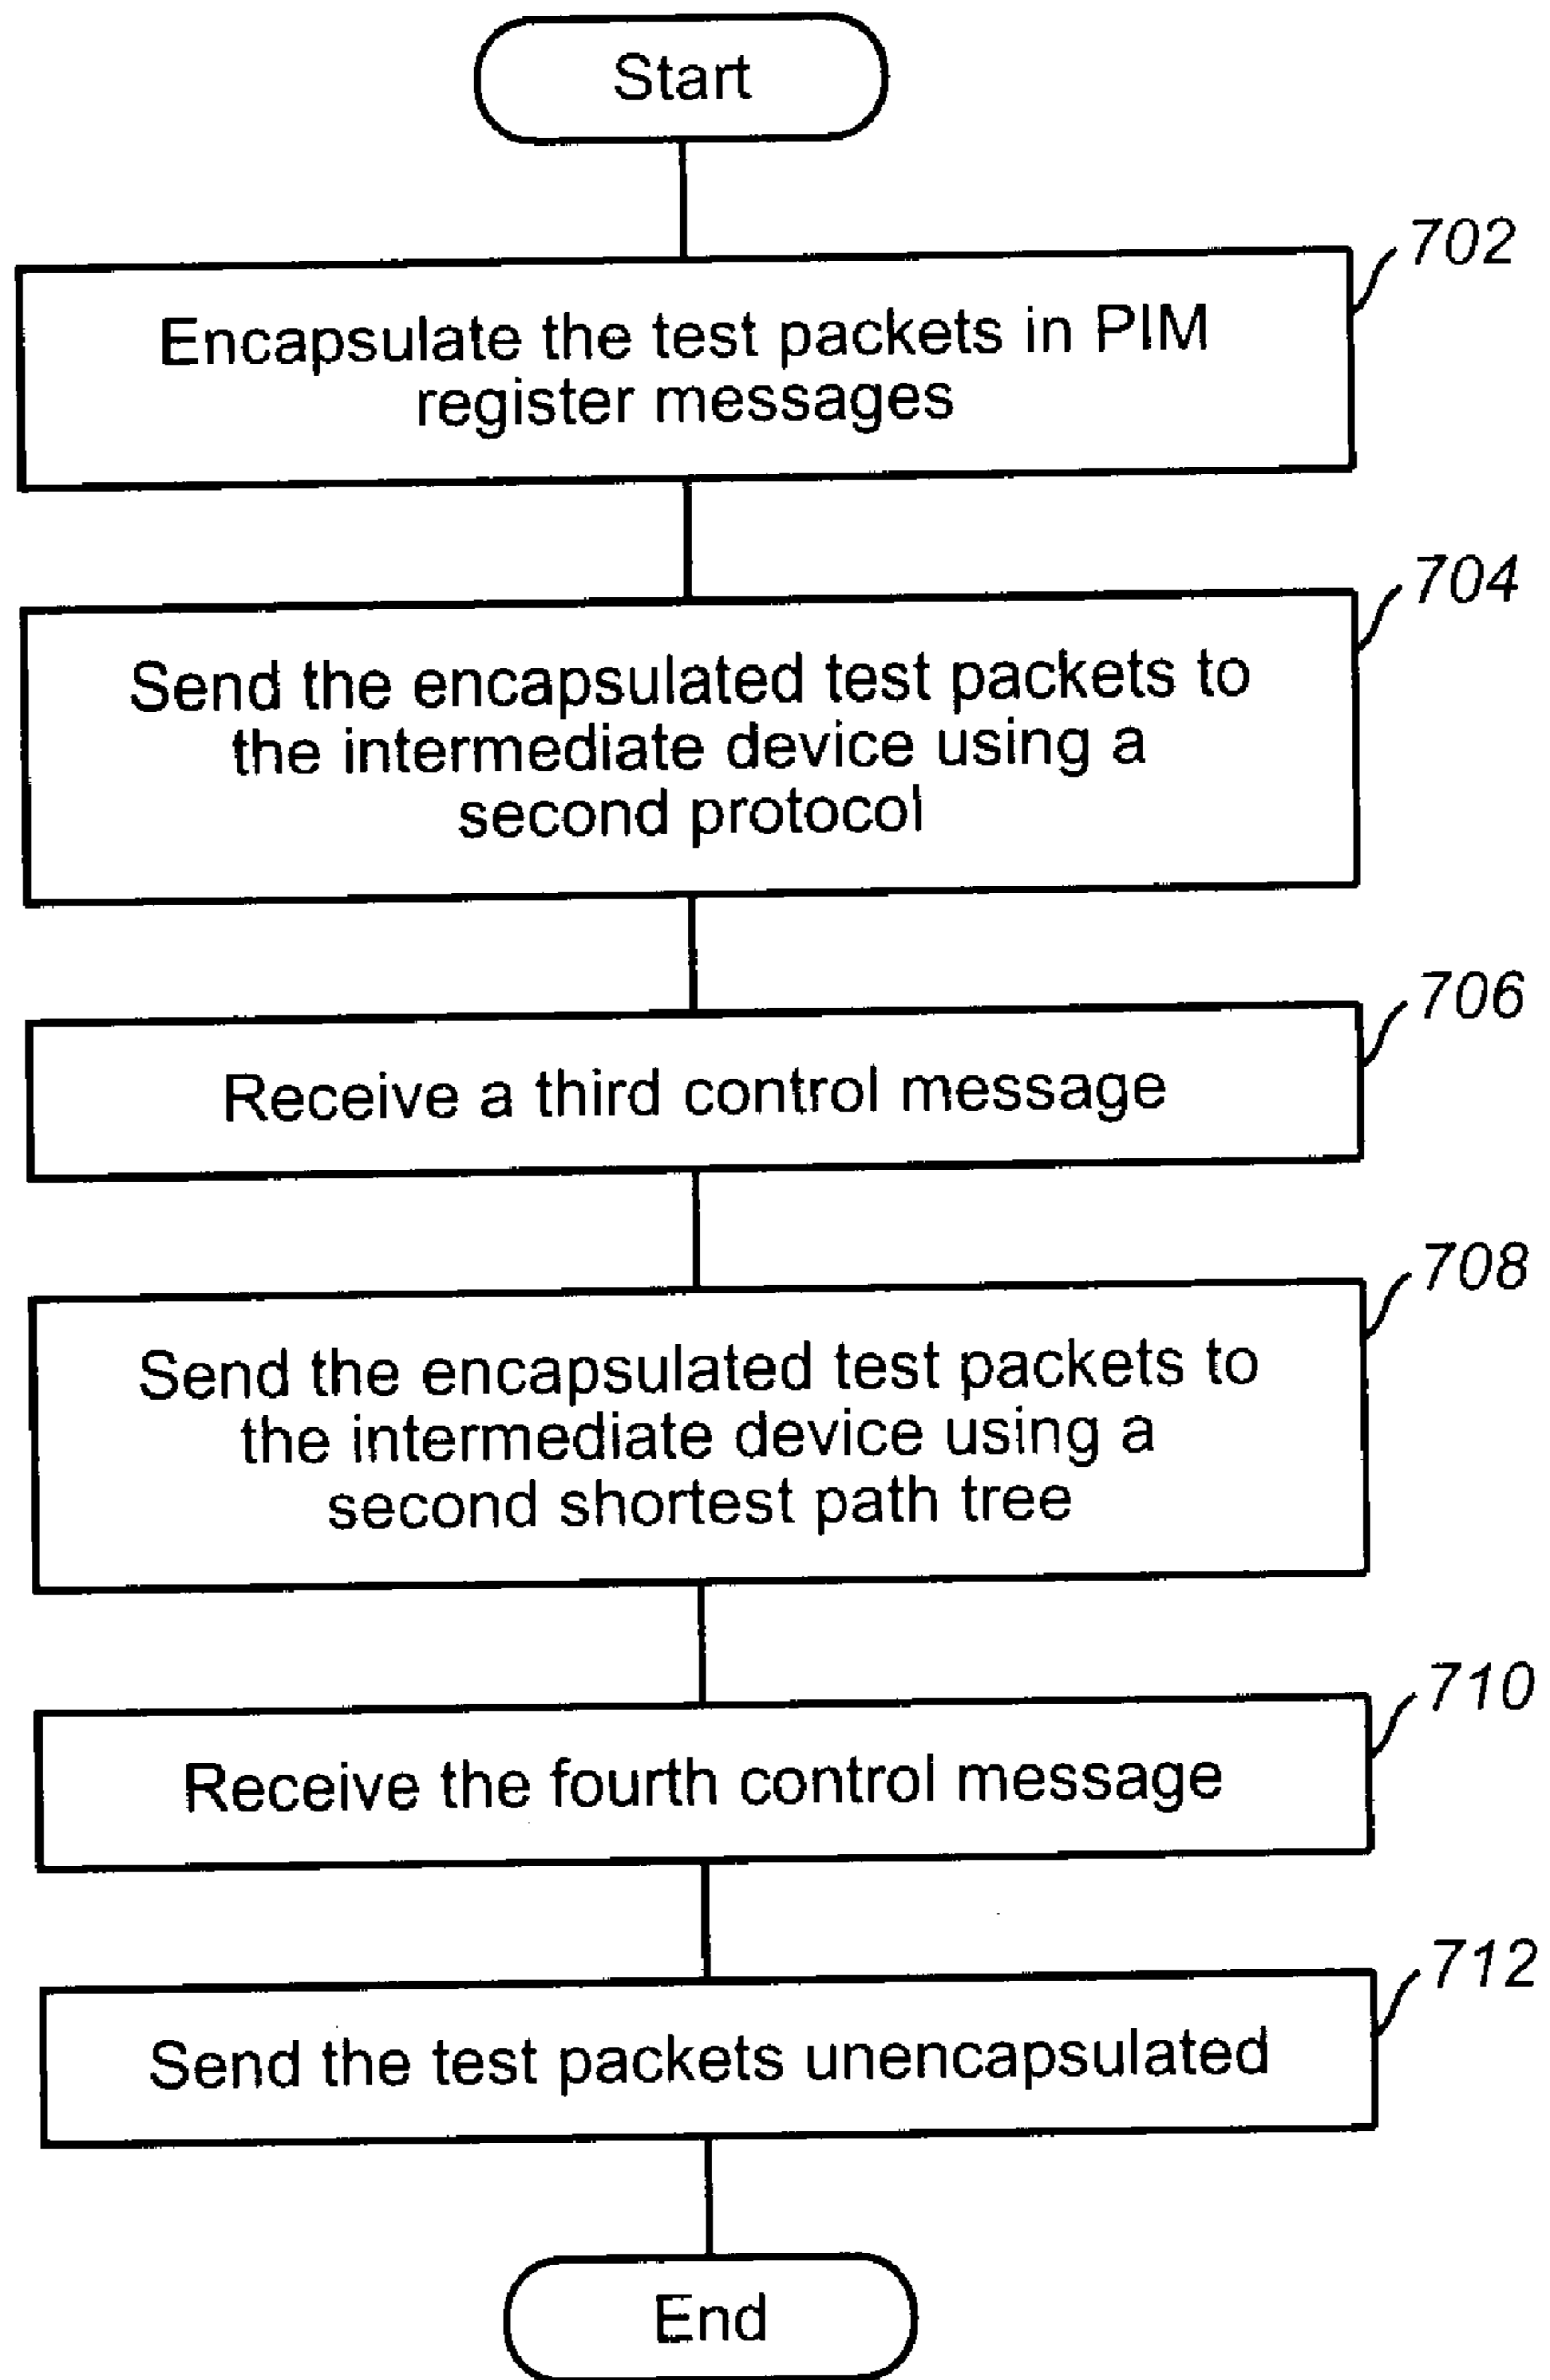 Start
702
Encapsulate the test packets in PIM
register messages
704
Send the encapsulated test packets to
the intermediate device using a
second protocol
706
Receive a third control message
708
Send the encapsulated test packets to
the intermediate device using a
second shortest path tree
710
Receive the fourth control message
712
Send the test packets unencapsulated
End